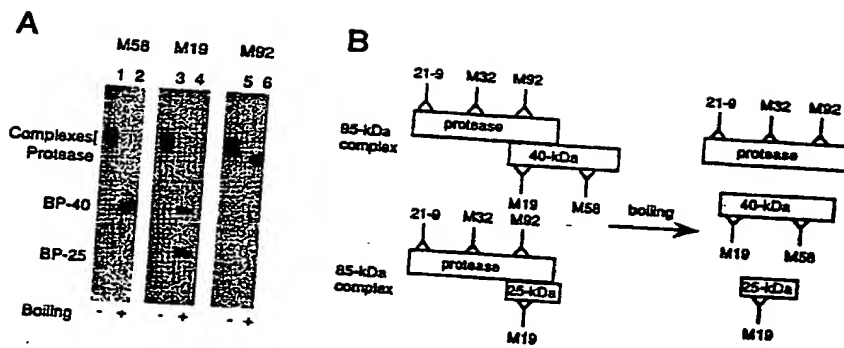 A
M58 M19 M92
1 2 3 4 5 6
Complexes[
Protease
BP-40
BP-25
Boiling - + - + - +
B
21-9 M32 M92
protease
95-kDa
complex
40-kDa
M19 M58
21-9 M32 M92
protease
85-kDa
complex
25-kDa
M19
boiling
21-9 M32 M92
protease
40-kDa
M19 M58
25-kDa
M19